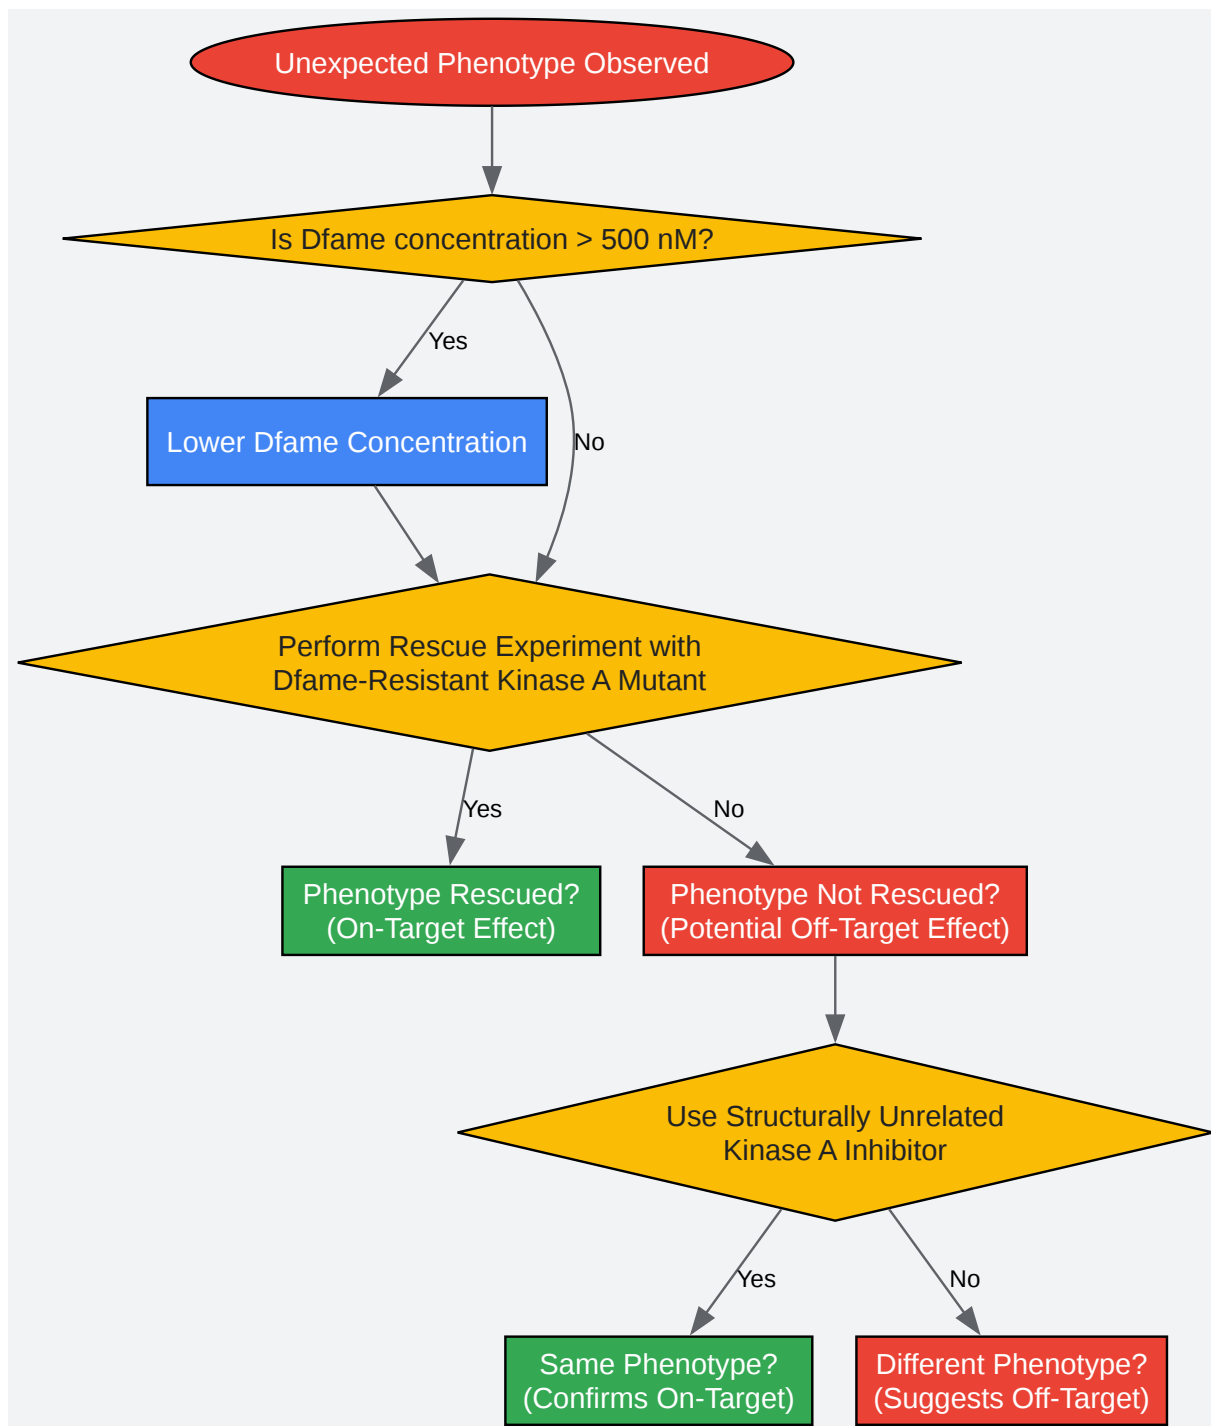 Unexpected Phenotype Observed
Is Dfame concentration > 500 nM?
Yes
Lower Dfame Concentration
No
Perform Rescue Experiment with
Dfame-Resistant Kinase A Mutant
Yes
No
Phenotype Rescued?
(On-Target Effect)
Phenotype Not Rescued?
(Potential Off-Target Effect)
Use Structurally Unrelated
Kinase A Inhibitor
Yes
No
Same Phenotype?
(Confirms On-Target)
Different Phenotype?
(Suggests Off-Target)